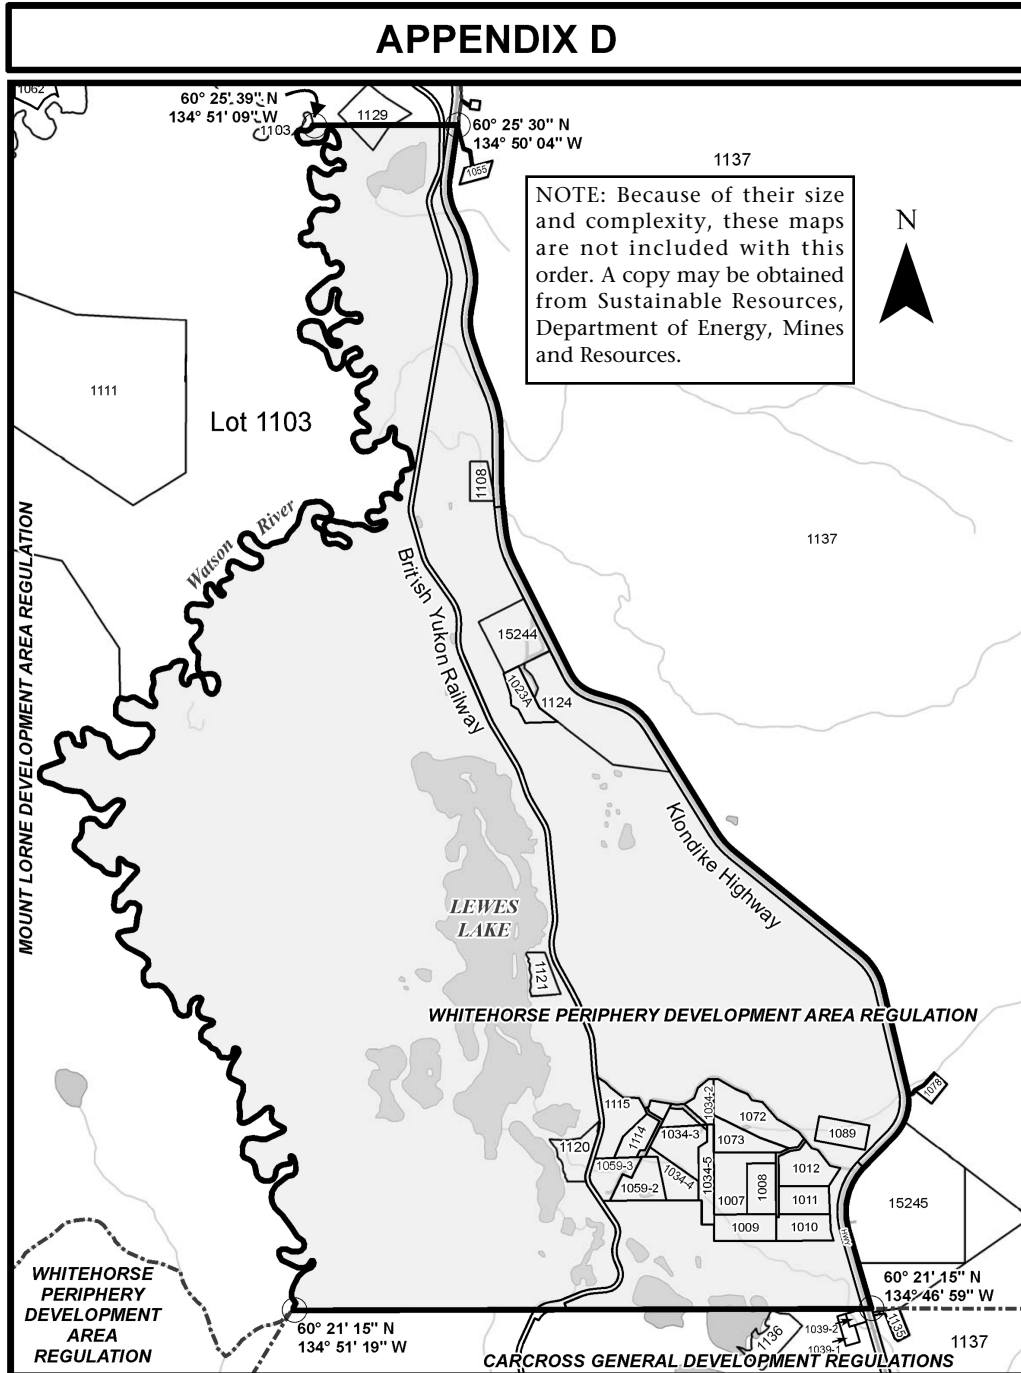 APPENDIX D
1062
60° 25' 39" N
134° 51' 09" W
1103
1129
60° 25' 30" N
134° 50' 04" W
1055
1137
NOTE: Because of their size
and complexity, these maps
are not included with this
order. A copy may be obtained
from Sustainable Resources,
Department of Energy, Mines
and Resources.
N
1111
Lot 1103
1108
Watson River
1137
MOUNT LORNE DEVELOPMENT AREA REGULATION
British Yukon Railway
15244
1023A
1124
Klondike Highway
LEWES
LAKE
1121
WHITEHORSE PERIPHERY DEVELOPMENT AREA REGULATION
1078
1115
1034-2
1072
1114
1034-3
1073
1089
1120
1059-3
1034-4
1034-5
1012
1059-2
1007
1008
1011
15245
1009
1010
HWY
WHITEHORSE
PERIPHERY
DEVELOPMENT
AREA
REGULATION
60° 21' 15" N
134° 51' 19" W
60° 21' 15" N
134° 46' 59" W
1136
1039-2
1039-1
1135
1137
CARCROSS GENERAL DEVELOPMENT REGULATIONS